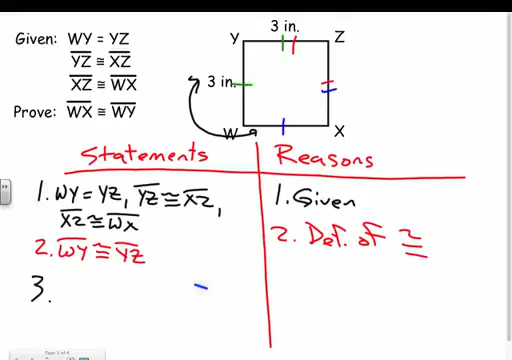 Given: WY = YZ
YZ ≅ XZ
XZ ≅ WX
Prove: WX ≅ WY
3 in.
Y Z
3 in.
W X
Statements Reasons
1. WY = YZ, YZ ≅ XZ, 1. Given
XZ ≅ WX
2. WY ≅ YZ 2. Def. of ≅
3.